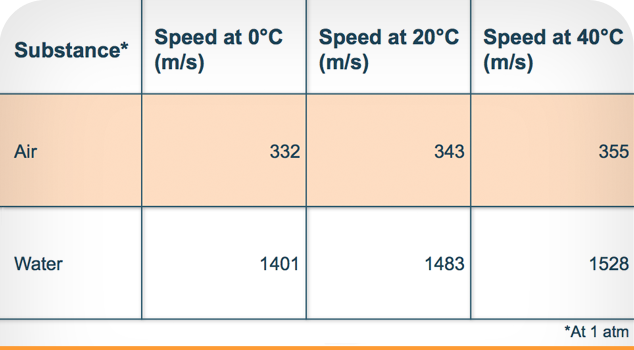 Substance* Speed at 0°C (m/s) Speed at 20°C (m/s) Speed at 40°C (m/s)
Air 332 343 355
Water 1401 1483 1528
*At 1 atm